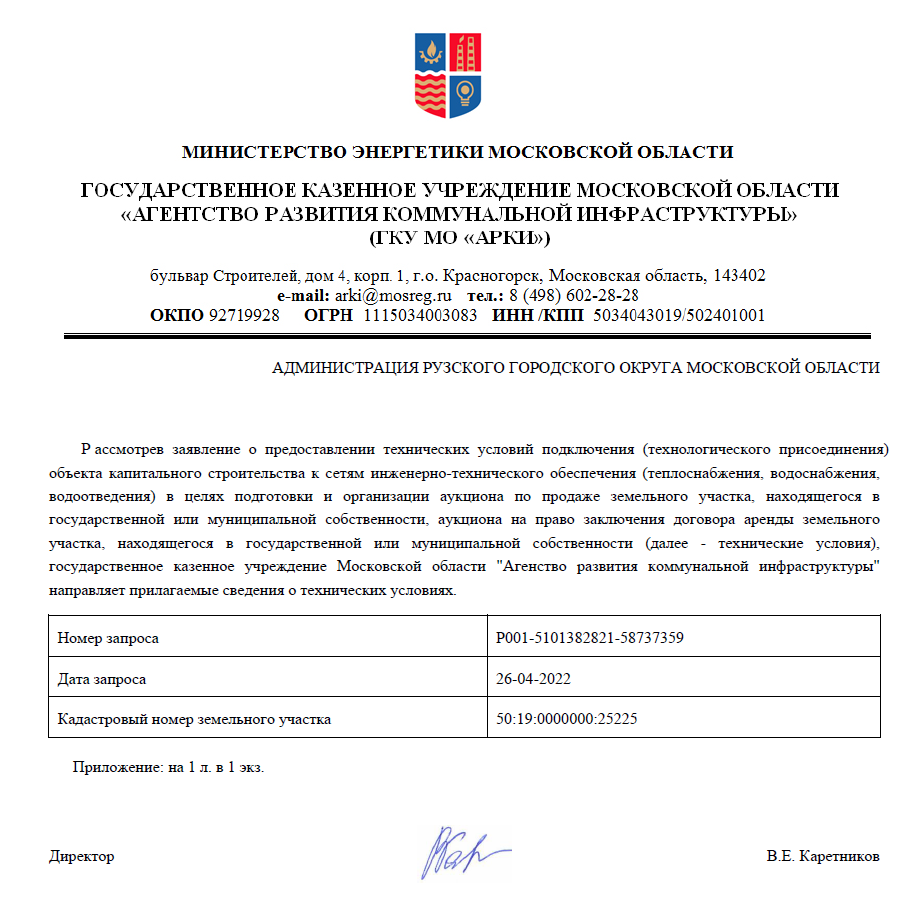 МИНИСТЕРСТВО ЭНЕРГЕТИКИ МОСКОВСКОЙ ОБЛАСТИ
ГОСУДАРСТВЕННОЕ КАЗЕННОЕ УЧРЕЖДЕНИЕ МОСКОВСКОЙ ОБЛАСТИ
«АГЕНТСТВО РАЗВИТИЯ КОММУНАЛЬНОЙ ИНФРАСТРУКТУРЫ»
(ГКУ МО «АРКИ»)
бульвар Строителей, дом 4, корп. 1, г.о. Красногорск, Московская область, 143402
e-mail: arki@mosreg.ru тел.: 8 (498) 602-28-28
ОКПО 92719928 ОГРН 1115034003083 ИНН /КПП 5034043019/502401001
АДМИНИСТРАЦИЯ РУЗСКОГО ГОРОДСКОГО ОКРУГА МОСКОВСКОЙ ОБЛАСТИ
Р ассмотрев заявление о предоставлении технических условий подключения (технологического присоединения)
объекта капитального строительства к сетям инженерно-технического обеспечения (теплоснабжения, водоснабжения,
водоотведения) в целях подготовки и организации аукциона по продаже земельного участка, находящегося в
государственной или муниципальной собственности, аукциона на право заключения договора аренды земельного
участка, находящегося в государственной или муниципальной собственности (далее - технические условия),
государственное казенное учреждение Московской области "Агенство развития коммунальной инфраструктуры"
направляет прилагаемые сведения о технических условиях.
Номер запроса P001-5101382821-58737359
Дата запроса 26-04-2022
Кадастровый номер земельного участка 50:19:0000000:25225
Приложение: на 1 л. в 1 экз.
Директор В.Е. Каретников